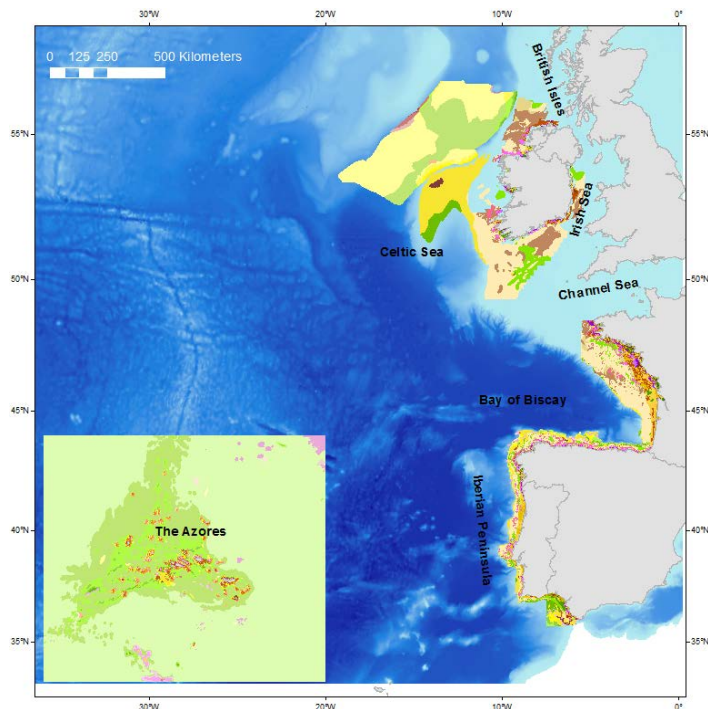 30°W 20°W 10°W 0°
0 125 250 500 Kilometers
British Isles
55°N 55°N
Irish Sea
Celtic Sea
50°N 50°N
Channel Sea
Bay of Biscay
45°N 45°N
Iberian Peninsula
The Azores
40°N 40°N
35°N 35°N
30°W 20°W 10°W 0°